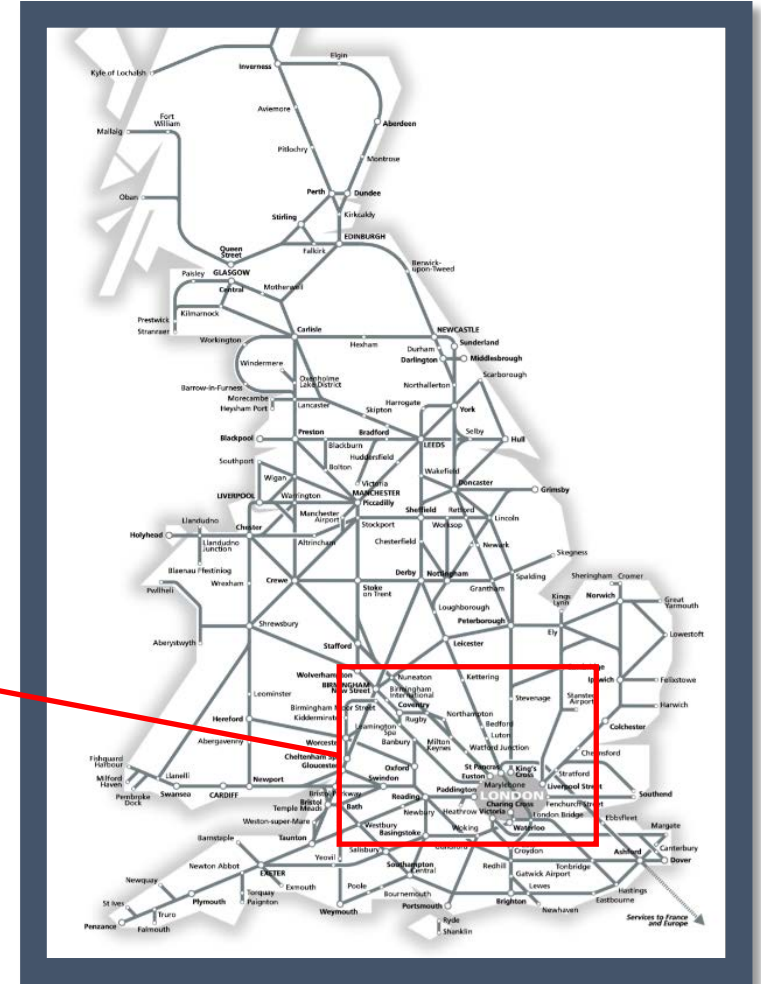 Elgin
Inverness
Kyle of Lochalsh
Aviemore
Fort
William
Aberdeen
Mallaig
Pitlochry
Montrose
Perth
Dundee
Oban
Stirling
Kirkcaldy
Queen
Street
Falkirk
EDINBURGH
Berwick-
upon-Tweed
Paisley
GLASGOW
Central
Motherwell
Prestwick
Kilmarnock
Stranraer
Carlisle
NEWCASTLE
Workington
Hexham
Durham
Sunderland
Darlington
Middlesbrough
Windermere
Scarborough
Oxenholme
Lake District
Barrow-in-Furness
Northallerton
Morecambe
Lancaster
Harrogate
Heysham Port
Skipton
York
Preston
Bradford
Selby
Blackpool
Blackburn
LEEDS
Hull
Huddersfield
Southport
Bolton
Wakefield
Wigan
Victoria
Doncaster
MANCHESTER
Grimsby
LIVERPOOL
Warrington
Piccadilly
Manchester
Airport
Sheffield
Retford
Llandudno
Lincoln
Chester
Stockport
Worksop
Holyhead
Llandudno
Junction
Altrincham
Chesterfield
Newark
Skegness
Blaenau Ffestiniog
Derby
Nottingham
Sheringham
Cromer
Pwllheli
Wrexham
Crewe
Stoke
on Trent
Grantham
Spalding
Kings
Lynn
Norwich
Great
Yarmouth
Loughborough
Shrewsbury
Peterborough
Ely
Lowestoft
Aberystwyth
Stafford
Leicester
Wolverhampton
Nuneaton
Kettering
Ipswich
Felixstowe
BIRMINGHAM
New Street
Birmingham
International
Leominster
Stevenage
Stansted
Airport
Harwich
Birmingham Moor Street
Coventry
Kidderminster
Rugby
Northampton
Hereford
Leamington
Spa
Bedford
Colchester
Abergavenny
Worcester
Banbury
Milton
Keynes
Luton
Watford Junction
Chelmsford
Cheltenham Spa
Gloucester
Oxford
St Pancras
King's
Cross
Euston
Stratford
Fishguard
Harbour
Llanelli
Newport
Swindon
Marylebone
Liverpool Street
Milford
Haven
Paddington
LONDON
Southend
Pembroke
Dock
Swansea
CARDIFF
Bristol Parkway
Reading
Fenchurch Street
Bristol
Temple Meads
Bath
Newbury
Heathrow
Victoria
Charing Cross
London Bridge
Ebbsfleet
Weston-super-Mare
Westbury
Basingstoke
Woking
Waterloo
Margate
Barnstaple
Taunton
Salisbury
Guildford
Croydon
Canterbury
Yeovil
Ashford
Dover
Newton Abbot
EXETER
Southampton
Central
Redhill
Tonbridge
Gatwick Airport
Newquay
Exmouth
Poole
Lewes
Hastings
St Ives
Plymouth
Torquay
Paignton
Bournemouth
Eastbourne
Truro
Weymouth
Portsmouth
Brighton
Newhaven
Penzance
Falmouth
Ryde
Shanklin
Services to France
and Europe